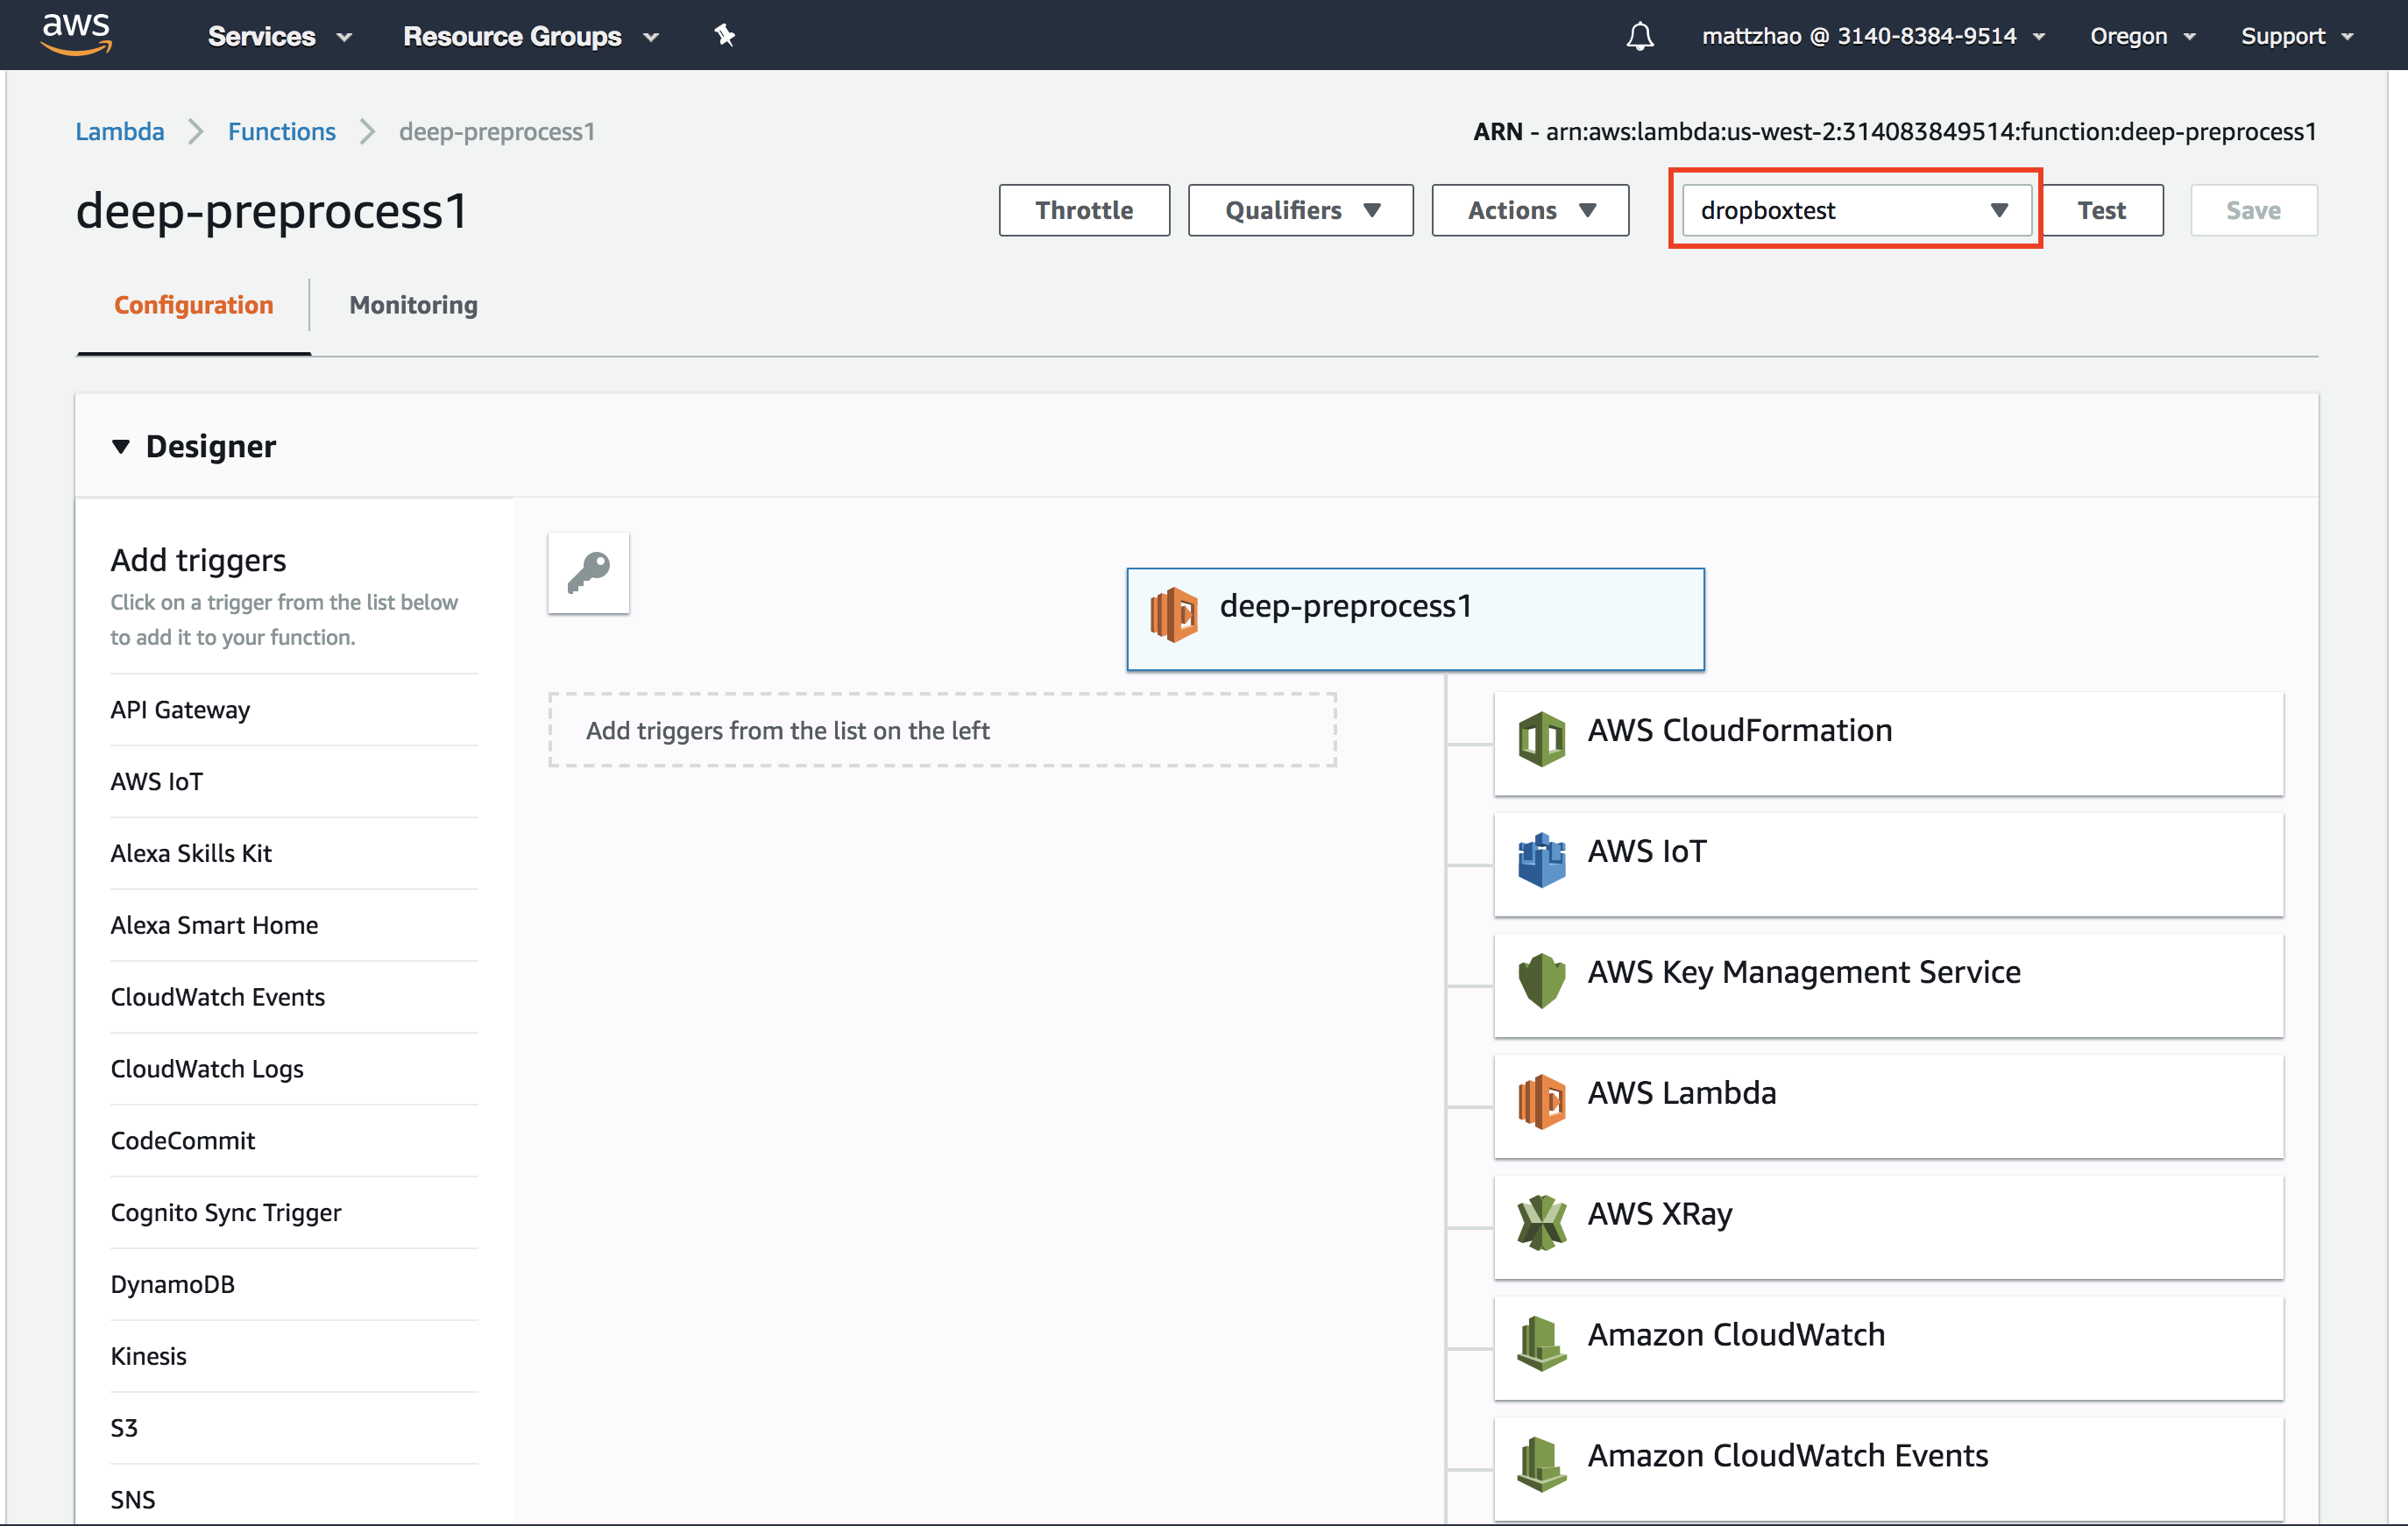 aws Services Resource Groups mattzhao @ 3140-8384-9514 Oregon Support
Lambda Functions deep-preprocess1 ARN - arn:aws:lambda:us-west-2:314083849514:function:deep-preprocess1
deep-preprocess1 Throttle Qualifiers Actions dropboxtest Test Save
Configuration Monitoring
Designer
Add triggers
Click on a trigger from the list below
to add it to your function.
API Gateway
AWS IoT
Alexa Skills Kit
Alexa Smart Home
CloudWatch Events
CloudWatch Logs
CodeCommit
Cognito Sync Trigger
DynamoDB
Kinesis
S3
SNS
deep-preprocess1
Add triggers from the list on the left
AWS CloudFormation
AWS IoT
AWS Key Management Service
AWS Lambda
AWS XRay
Amazon CloudWatch
Amazon CloudWatch Events